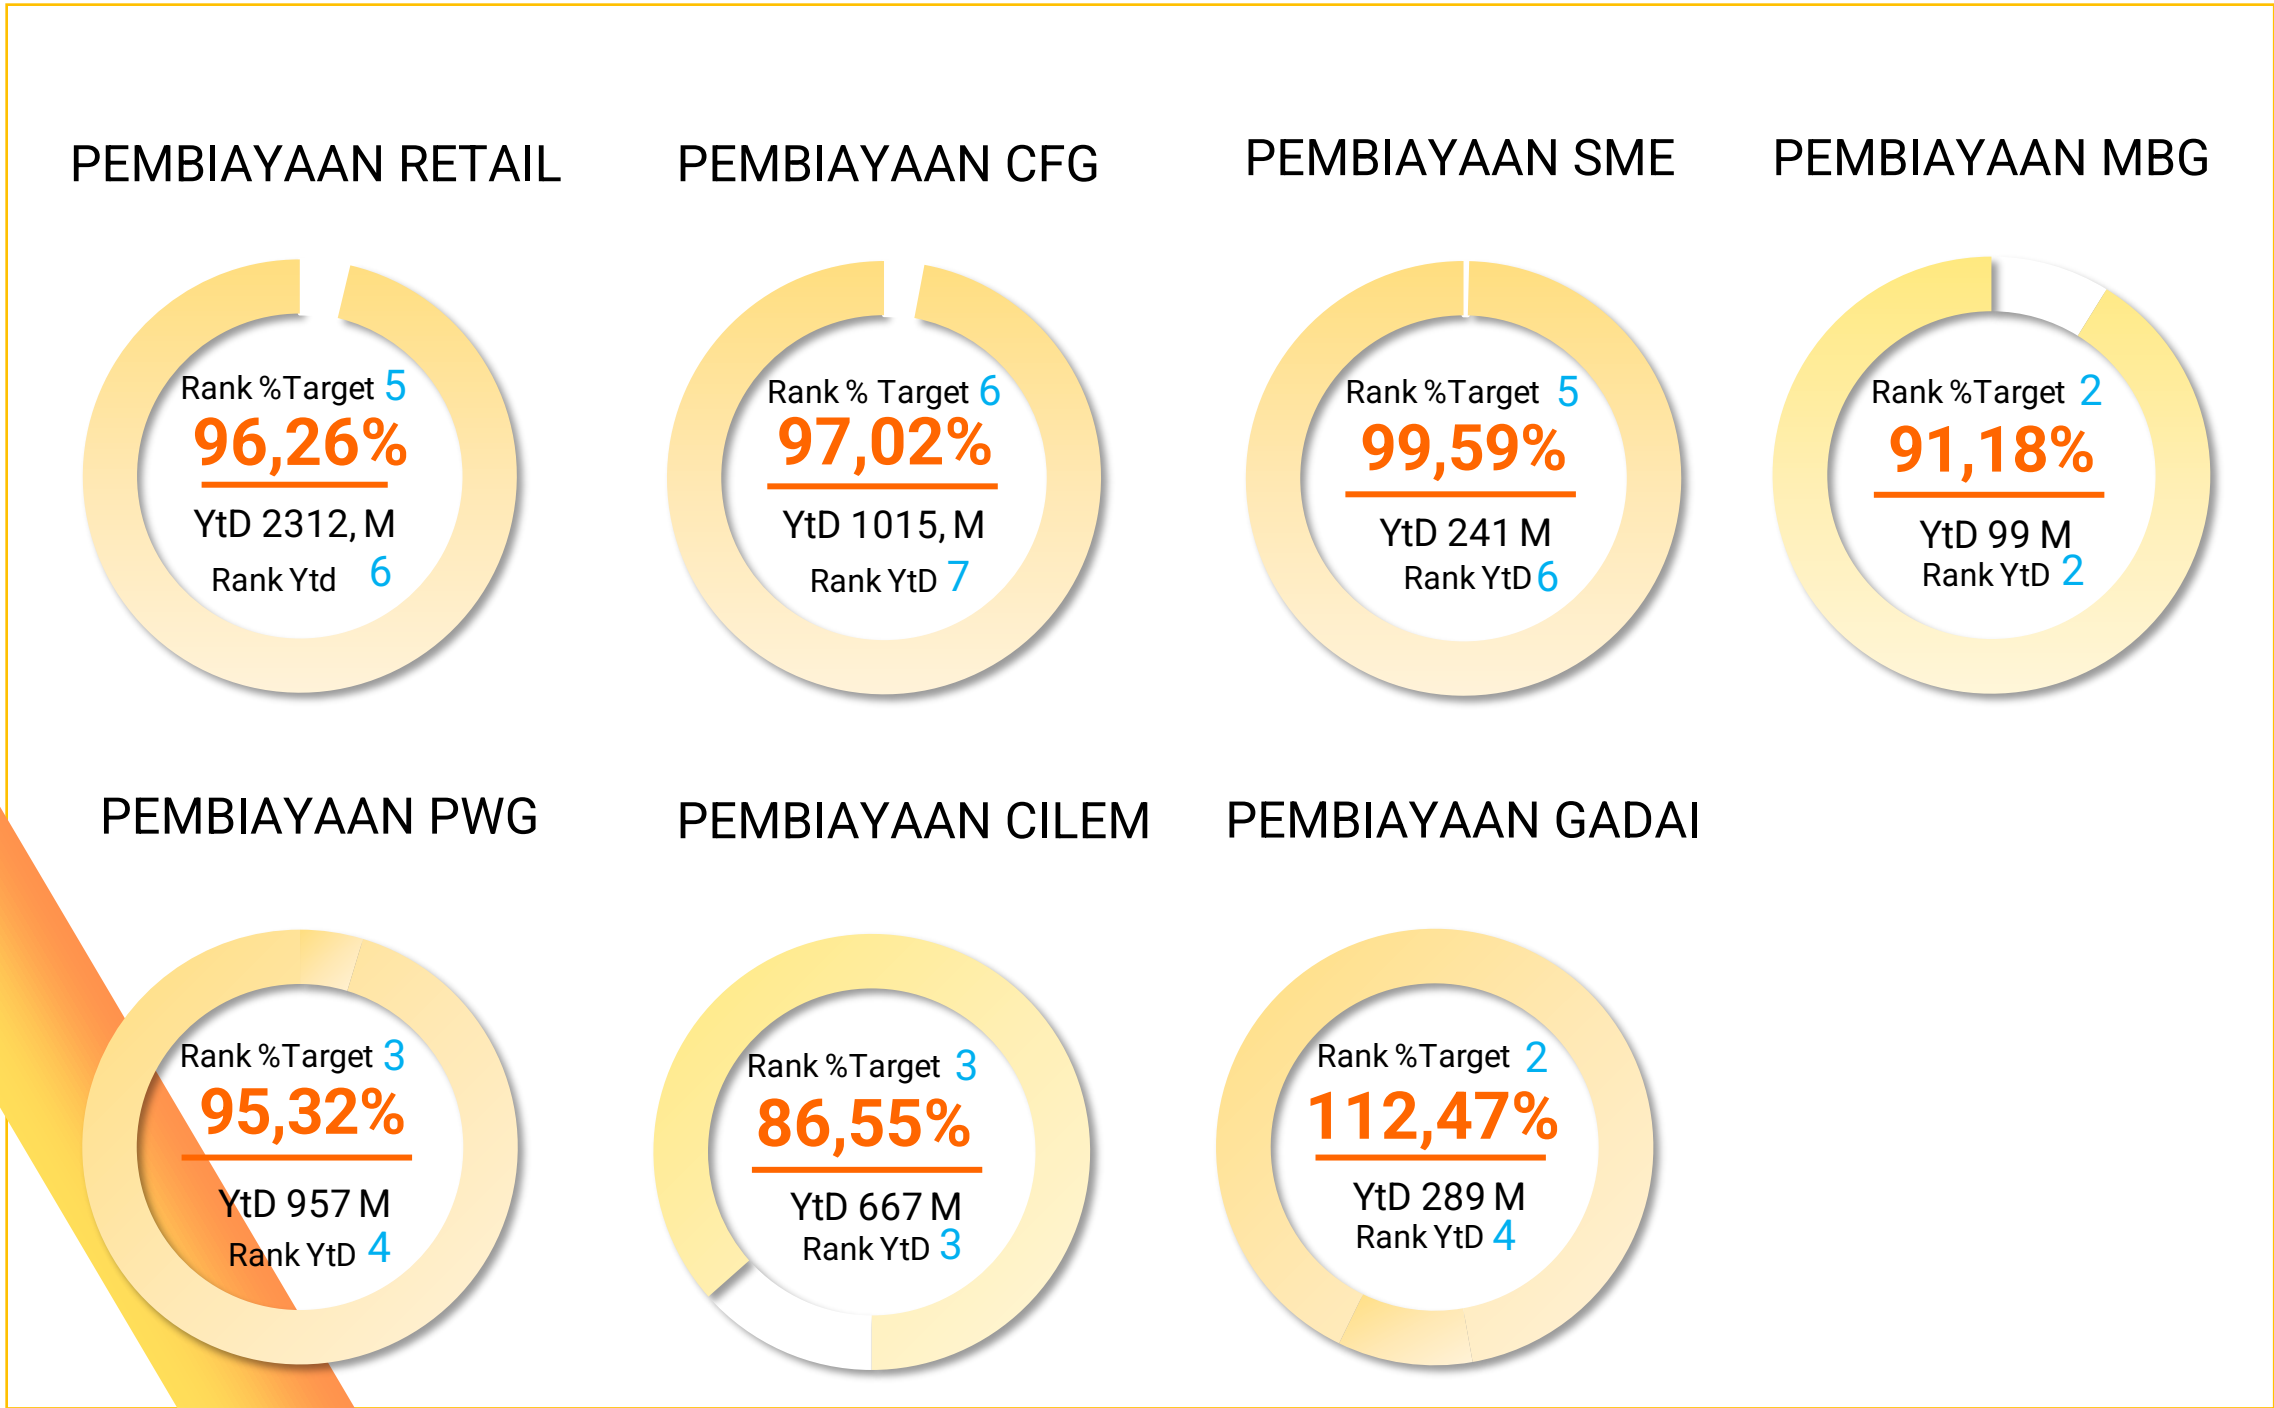 PEMBIAYAAN RETAIL
Rank %Target 5
96,26%
YtD 2312, M
Rank Ytd 6
PEMBIAYAAN CFG
Rank % Target 6
97,02%
YtD 1015, M
Rank YtD 7
PEMBIAYAAN SME
Rank %Target 5
99,59%
YtD 241 M
Rank YtD 6
PEMBIAYAAN MBG
Rank %Target 2
91,18%
YtD 99 M
Rank YtD 2
PEMBIAYAAN PWG
Rank %Target 3
95,32%
YtD 957 M
Rank YtD 4
PEMBIAYAAN CILEM
Rank %Target 3
86,55%
YtD 667 M
Rank YtD 3
PEMBIAYAAN GADAI
Rank %Target 2
112,47%
YtD 289 M
Rank YtD 4